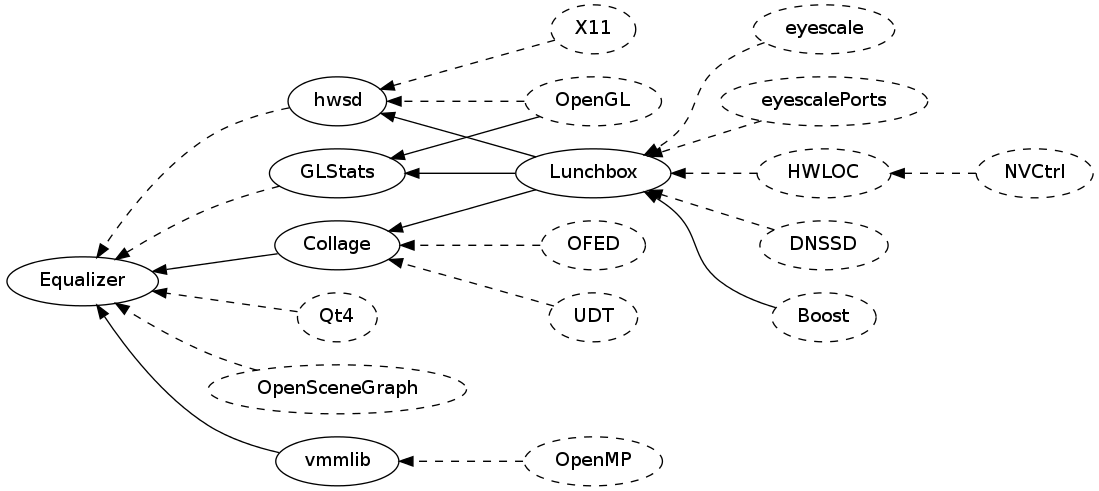 X11
eyescale
hwsd
OpenGL
eyescalePorts
GLStats
Lunchbox
HWLOC
NVCtrl
Collage
OFED
DNSSD
Equalizer
Qt4
UDT
Boost
OpenSceneGraph
vmmlib
OpenMP